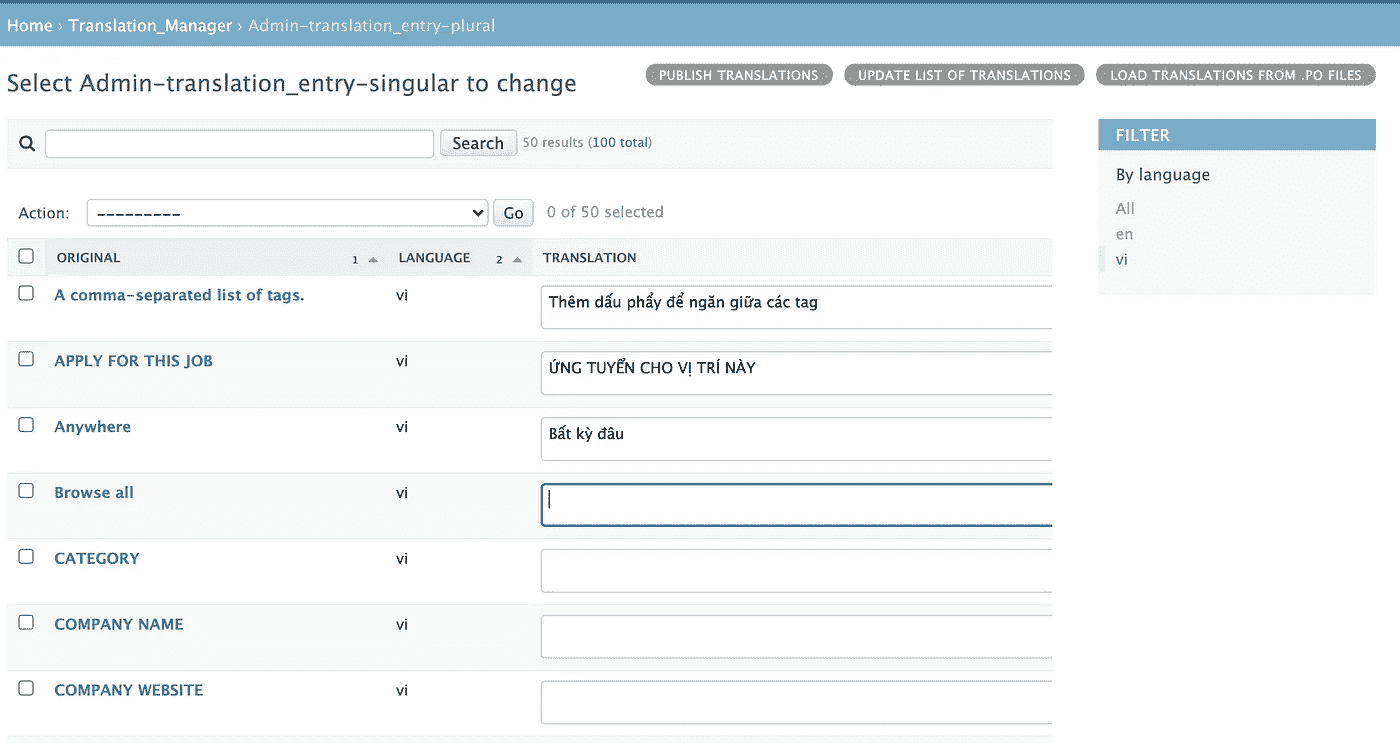 Home › Translation_Manager › Admin-translation_entry-plural
Select Admin-translation_entry-singular to change
PUBLISH TRANSLATIONS
UPDATE LIST OF TRANSLATIONS
LOAD TRANSLATIONS FROM .PO FILES
Search 50 results (100 total)
Action: --------- Go 0 of 50 selected
ORIGINAL 1 LANGUAGE 2 TRANSLATION
A comma-separated list of tags. vi Thêm dấu phẩy để ngăn giữa các tag
APPLY FOR THIS JOB vi ỨNG TUYỂN CHO VỊ TRÍ NÀY
Anywhere vi Bất kỳ đâu
Browse all vi
CATEGORY vi
COMPANY NAME vi
COMPANY WEBSITE vi
FILTER
By language
All
en
vi